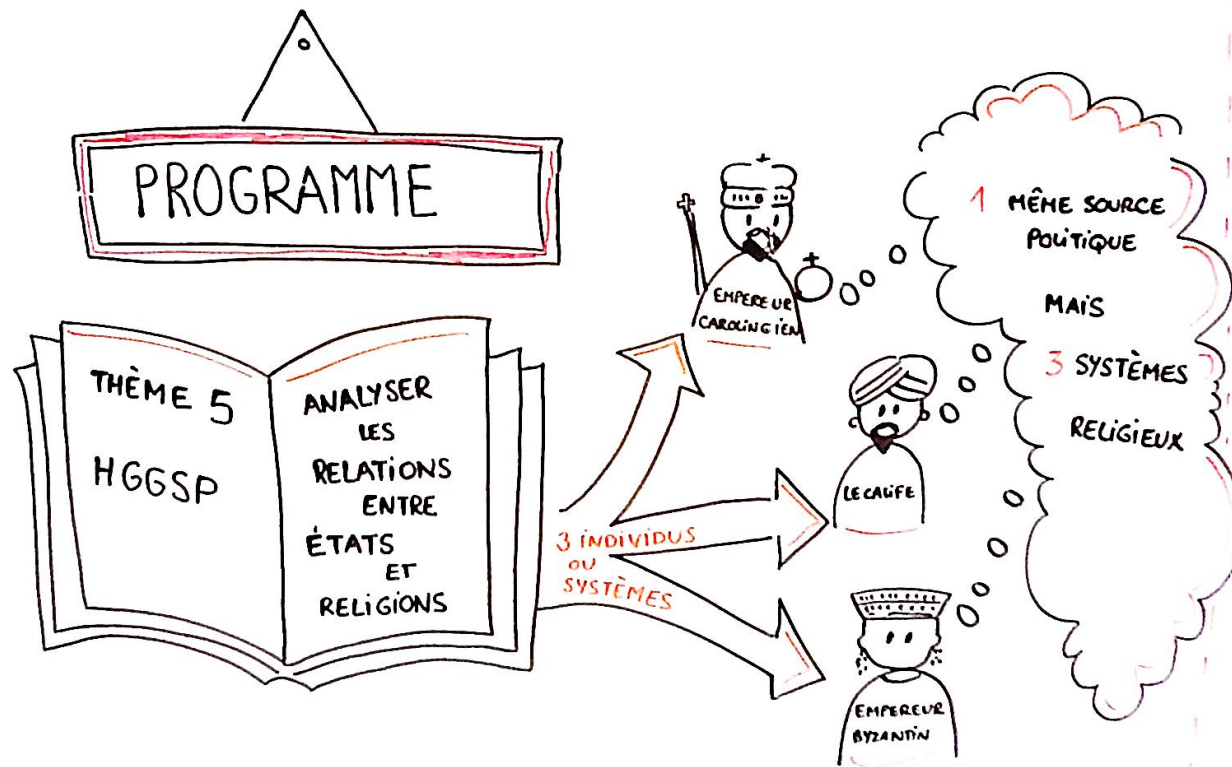 PROGRAMME
THÈME 5
HGGSP
ANALYSER
LES
RELATIONS
ENTRE
ÉTATS
ET
RELIGIONS
3 INDIVIDUS
OU
SYSTÈMES
EMPEREUR
CAROLINGIEN
LE CALIFE
EMPEREUR
BYZANTIN
1 MÊME SOURCE
POLITIQUE
MAIS
3 SYSTÈMES
RELIGIEUX